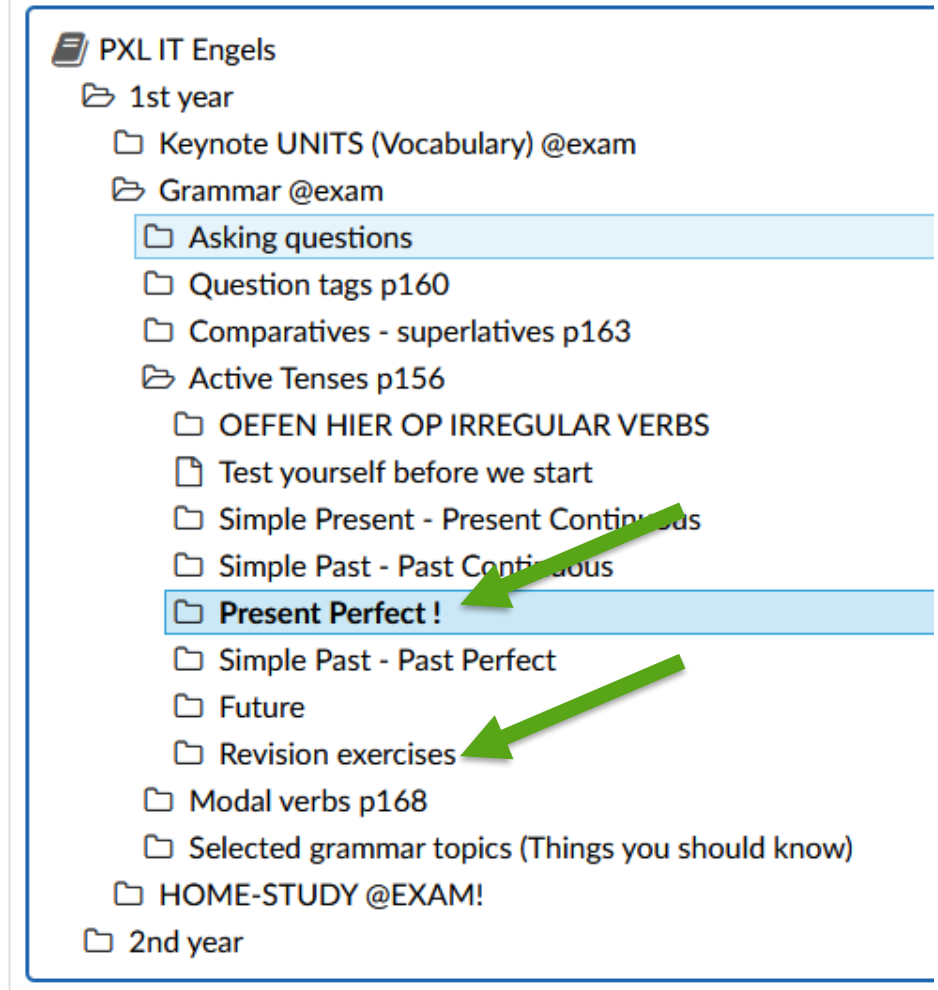 PXL IT Engels
1st year
Keynote UNITS (Vocabulary) @exam
Grammar @exam
Asking questions
Question tags p160
Comparatives - superlatives p163
Active Tenses p156
OEFEN HIER OP IRREGULAR VERBS
Test yourself before we start
Simple Present - Present Continuous
Simple Past - Past Continuous
Present Perfect !
Simple Past - Past Perfect
Future
Revision exercises
Modal verbs p168
Selected grammar topics (Things you should know)
HOME-STUDY @EXAM!
2nd year